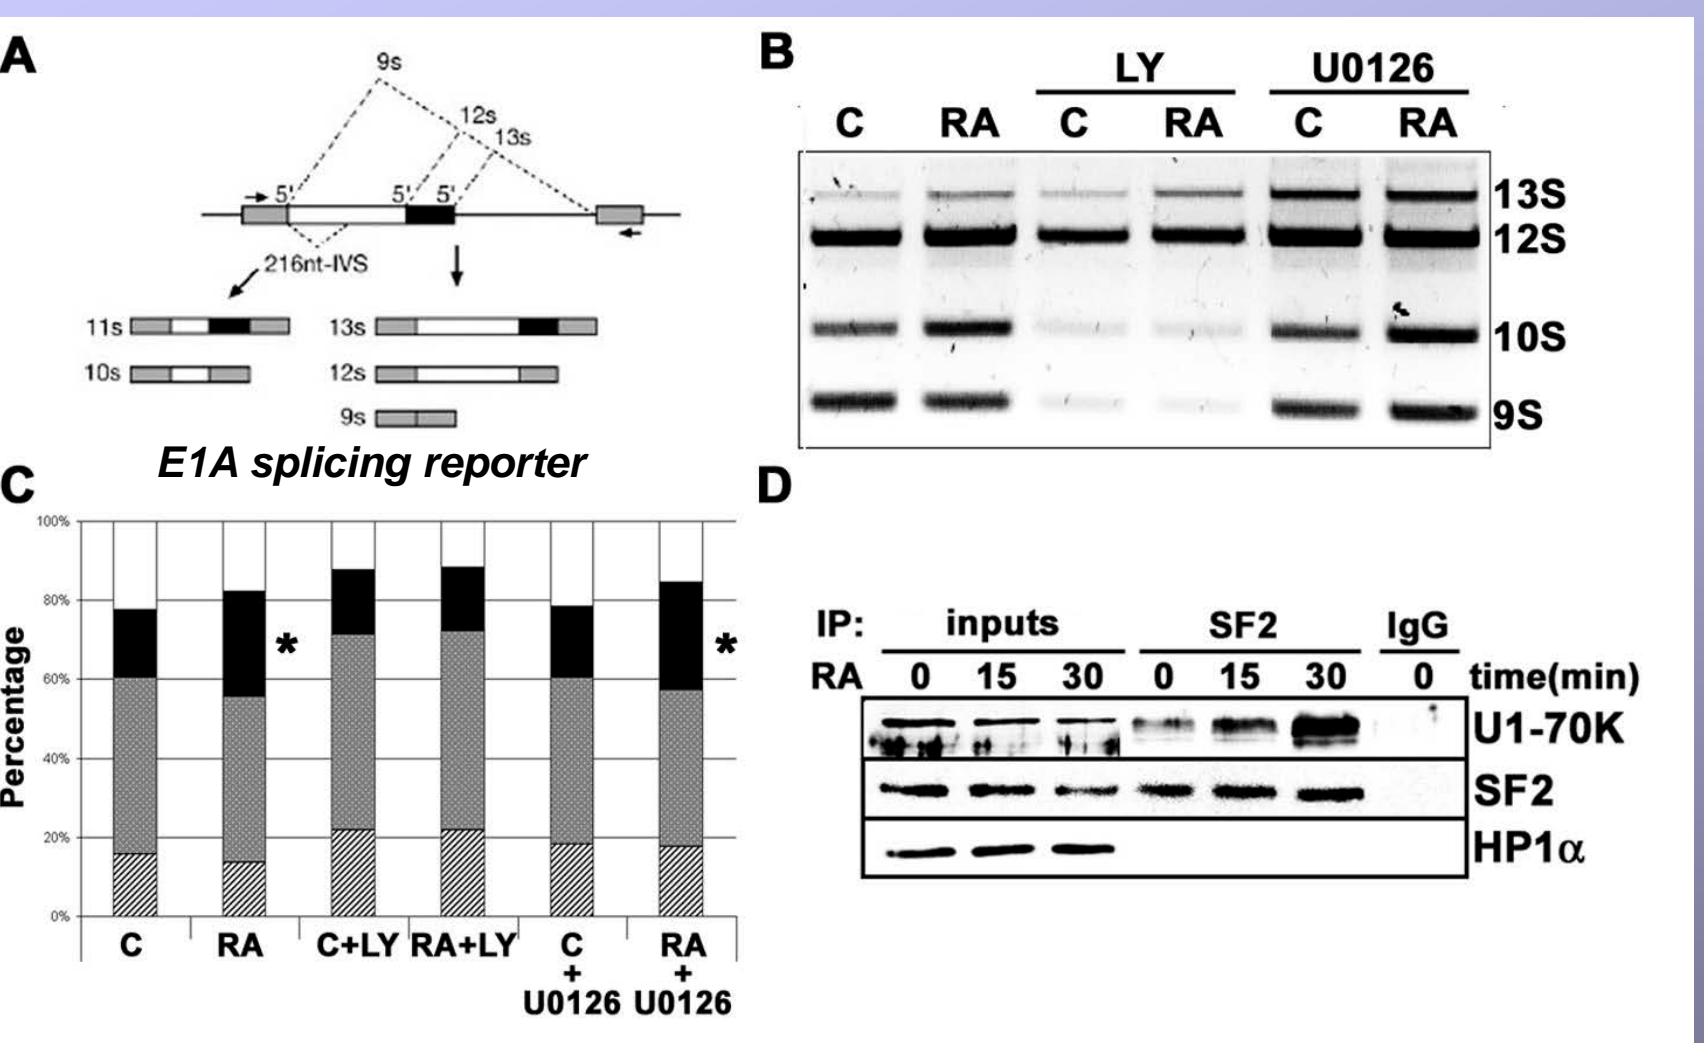 A
9s
12s
13s
5'
5'
5'
216nt-IVS
11s
13s
10s
12s
9s
E1A splicing reporter
B
LY
U0126
C RA C RA C RA
13S
12S
10S
9S
C
Percentage
100%
80%
60%
40%
20%
0%
*
*
C RA C+LY RA+LY C + U0126 RA + U0126
D
IP: inputs SF2 IgG
RA 0 15 30 0 15 30 0 time(min)
U1-70K
SF2
HP1α